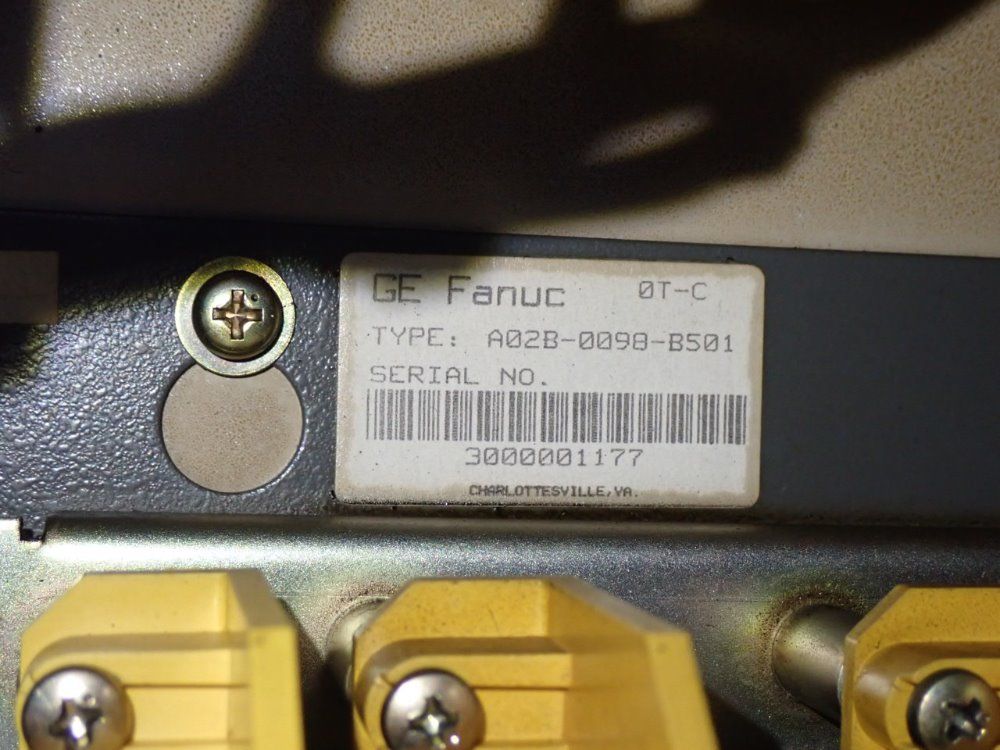 GE Fanuc 0T-C
TYPE: A02B-0098-B501
SERIAL NO.
3000001177
CHARLOTTESVILLE,VA.